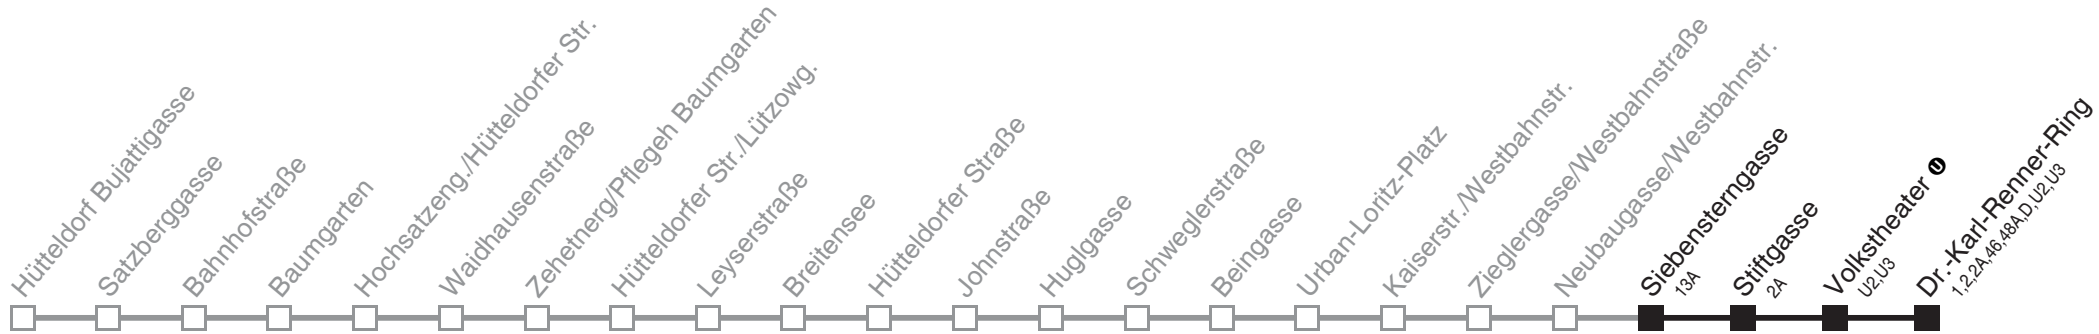 Hütteldorf Bujattigasse
Satzberggasse
Bahnhofstraße
Baumgarten
Hochsatzeng./Hütteldorfer Str.
Waidhausenstraße
Zehetnerg/Pflegeh Baumgarten
Hütteldorfer Str./Lützowg.
Leyserstraße
Breitensee
Hütteldorfer Straße
Johnstraße
Huglgasse
Schweglerstraße
Beingasse
Urban-Loritz-Platz
Kaiserstr./Westbahnstr.
Zieglergasse/Westbahnstraße
Neubaugasse/Westbahnstr.
Siebensterngasse
13A
Stiftgasse
2A
Volkstheater U
U2,U3
Dr.-Karl-Renner-Ring
1,2,2A,46,48A,D,U2,U3